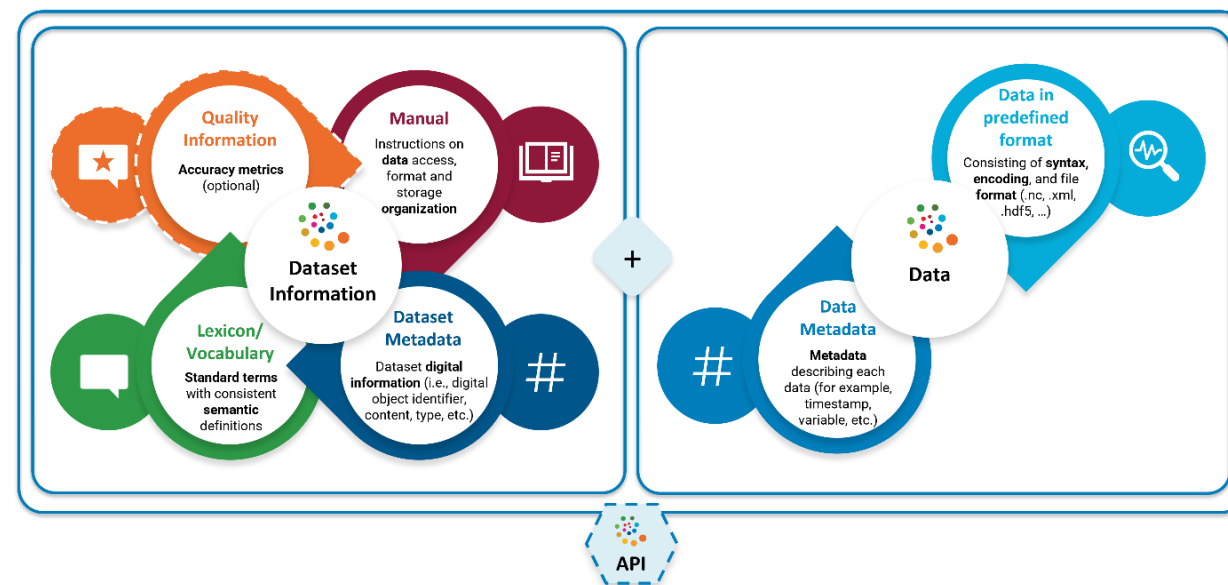 Quality
Information
Accuracy metrics
(optional)
Manual
Instructions on
data access,
format and
storage
organization
Dataset
Information
Lexicon/
Vocabulary
Standard terms
with consistent
semantic
definitions
Dataset
Metadata
Dataset digital
information (i.e., digital
object identifier,
content, type, etc.)
#
+
Data in
predefined
format
Consisting of syntax,
encoding, and file
format (.nc, .xml,
.hdf5, ...)
Data
#
Data
Metadata
Metadata
describing each
data (for example,
timestamp,
variable, etc.)
API